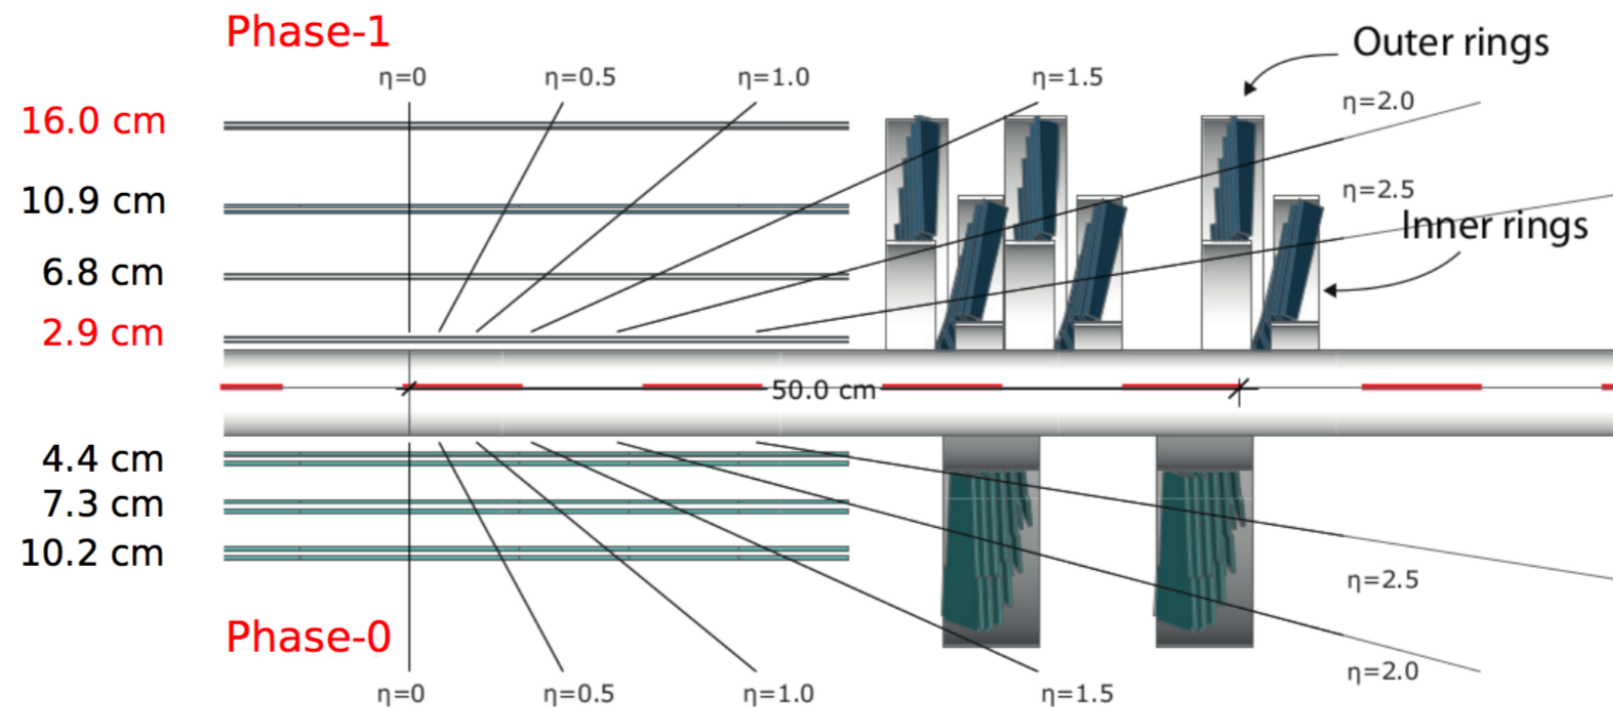 Phase-1
Outer rings
η=0
η=0.5
η=1.0
η=1.5
η=2.0
16.0 cm
η=2.5
10.9 cm
Inner rings
6.8 cm
2.9 cm
50.0 cm
4.4 cm
7.3 cm
10.2 cm
η=2.5
Phase-0
η=2.0
η=0
η=0.5
η=1.0
η=1.5